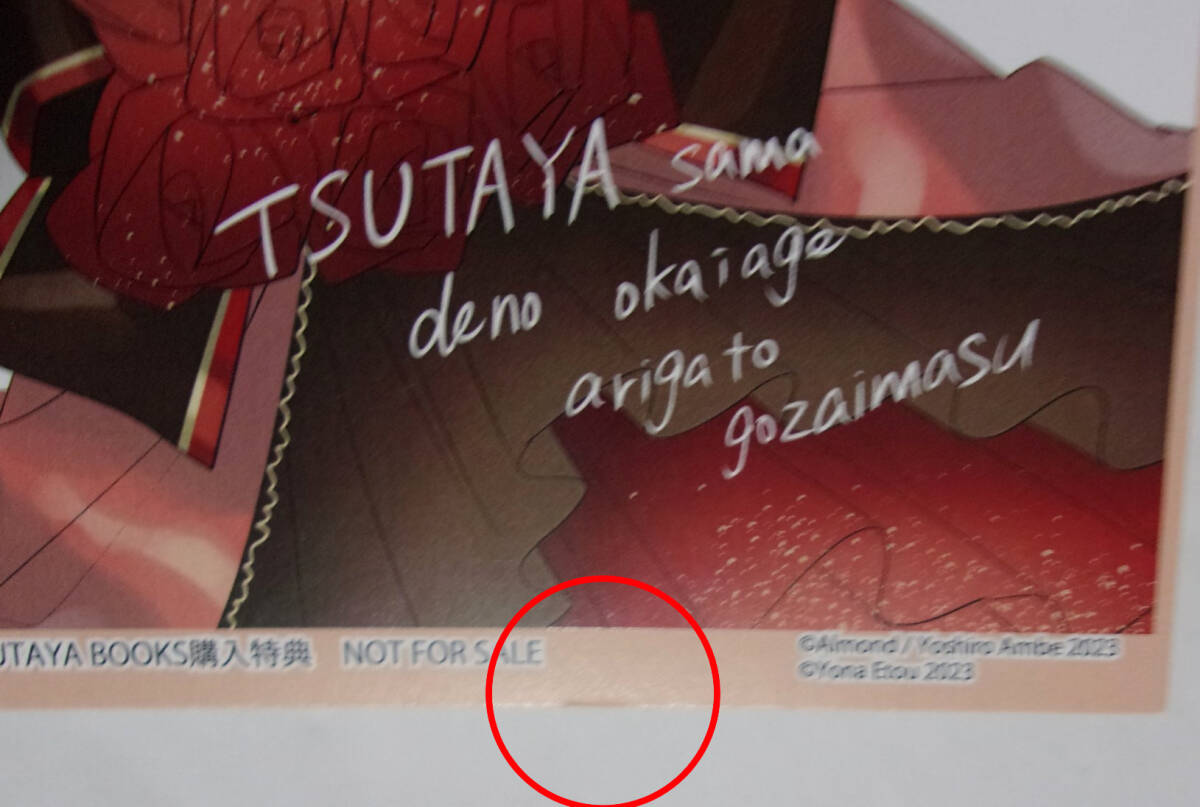 TSUTAYA sama
deno okaiage
arigato
gozaimasu
UTAYA BOOKS購入特典 NOT FOR SALE
©Almond / Yoshiro Ambe 2023
©Yona Etou 2023